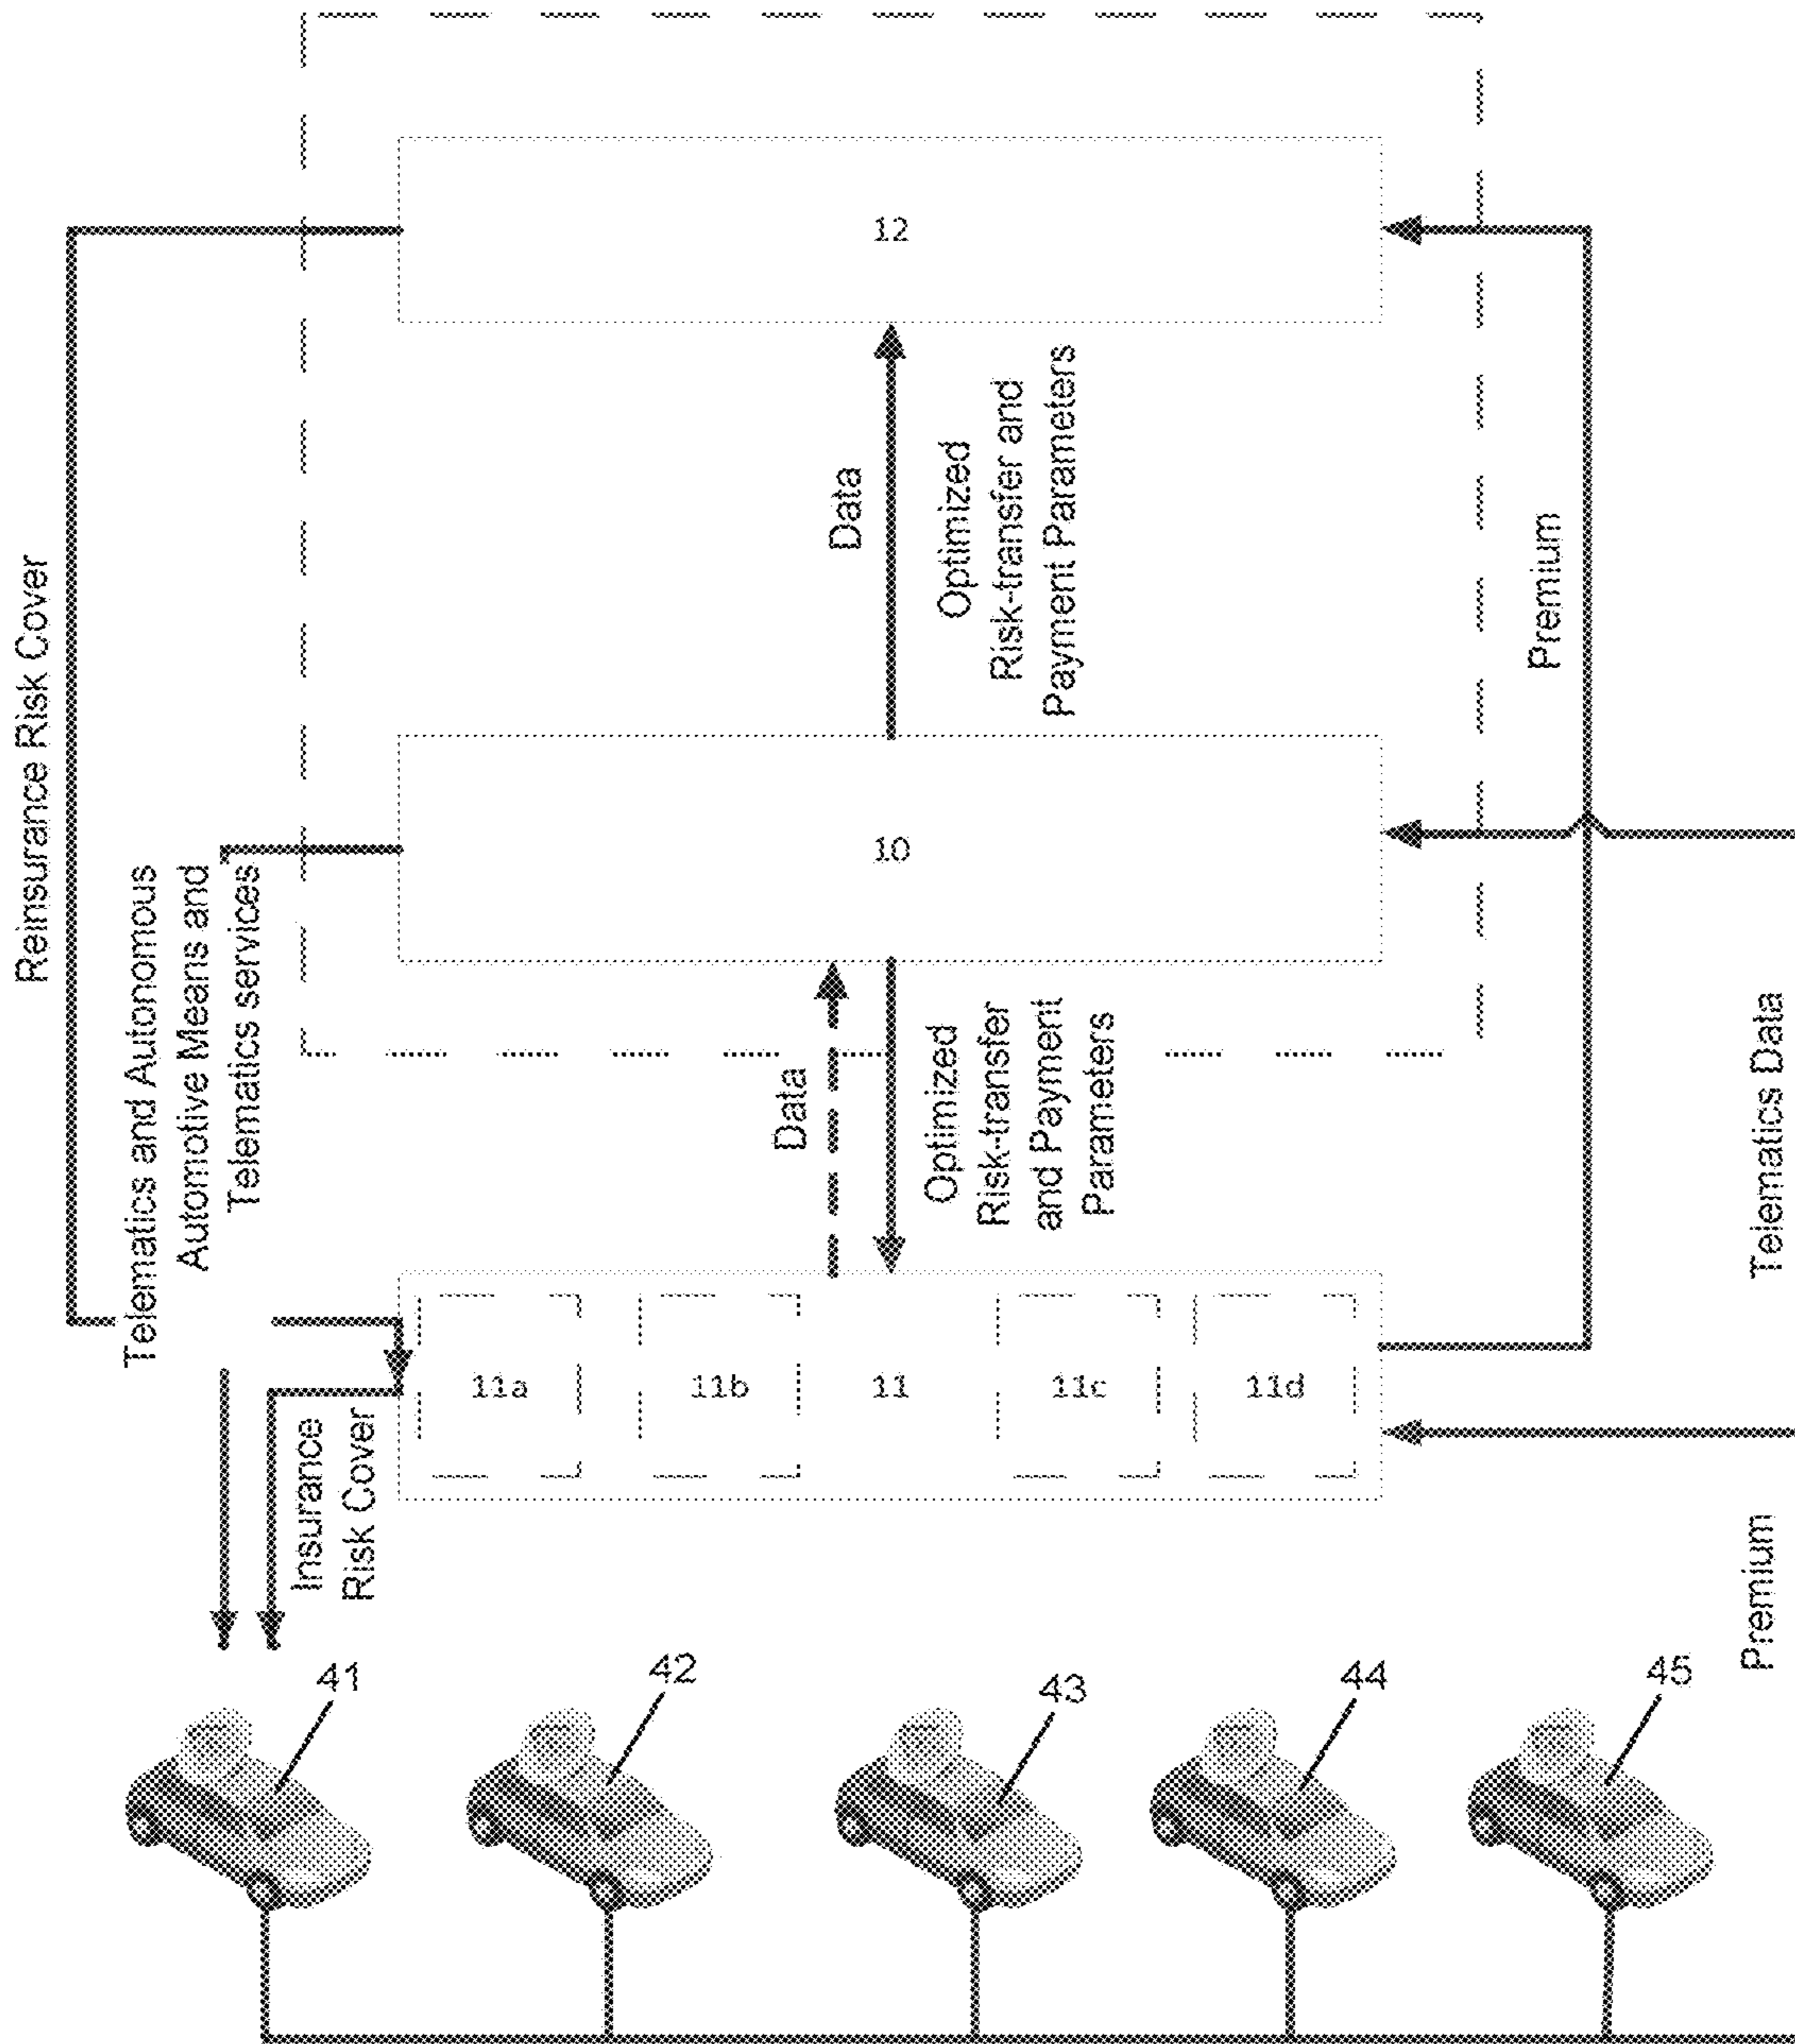 Reinsurance Risk Cover
Telematics and Autonomous
Automotive Means and
Telematics services
Insurance
Risk Cover
41
42
43
44
45
11a
11b
11
11c
11d
Data
Optimized
Risk-transfer
and Payment
Parameters
10
Data
Optimized
Risk-transfer and
Payment Parameters
12
Premium
Premium
Telematics Data